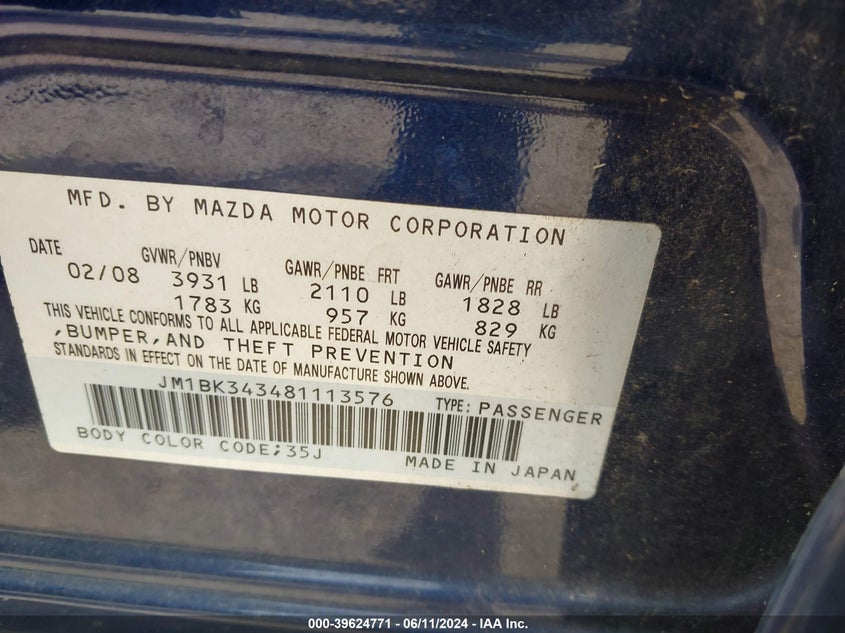 MFD. BY MAZDA MOTOR CORPORATION
DATE GVWR/PNBV GAWR/PNBE FRT GAWR/PNBE RR
02/08 3931 LB 2110 LB 1828 LB
1783 KG 957 KG 829 KG
THIS VEHICLE CONFORMS TO ALL APPLICABLE FEDERAL MOTOR VEHICLE SAFETY
,BUMPER,AND THEFT PREVENTION
STANDARDS IN EFFECT ON THE DATE OF MANUFACTURE SHOWN ABOVE.
JM1BK343481113576 TYPE: PASSENGER
BODY COLOR CODE;35J MADE IN JAPAN
000-39624771 - 06/11/2024 - IAA Inc.